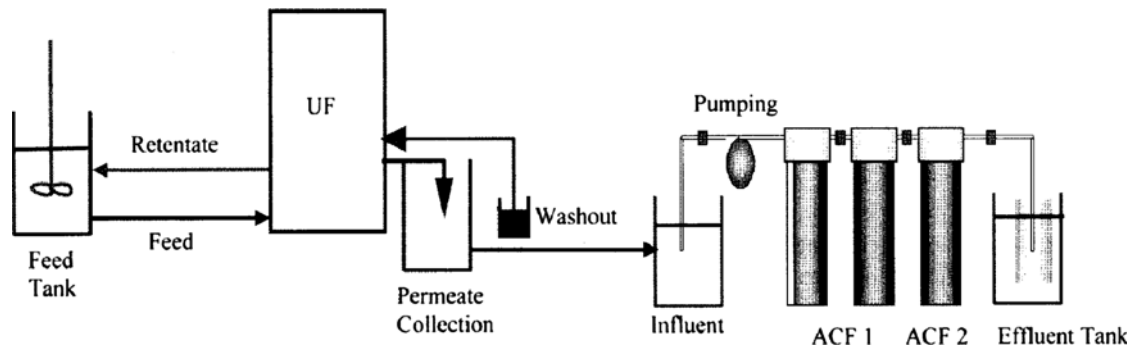 UF
Pumping
Retentate
Washout
Feed
Feed
Tank
Permeate
Collection
Influent
ACF 1
ACF 2
Effluent Tank